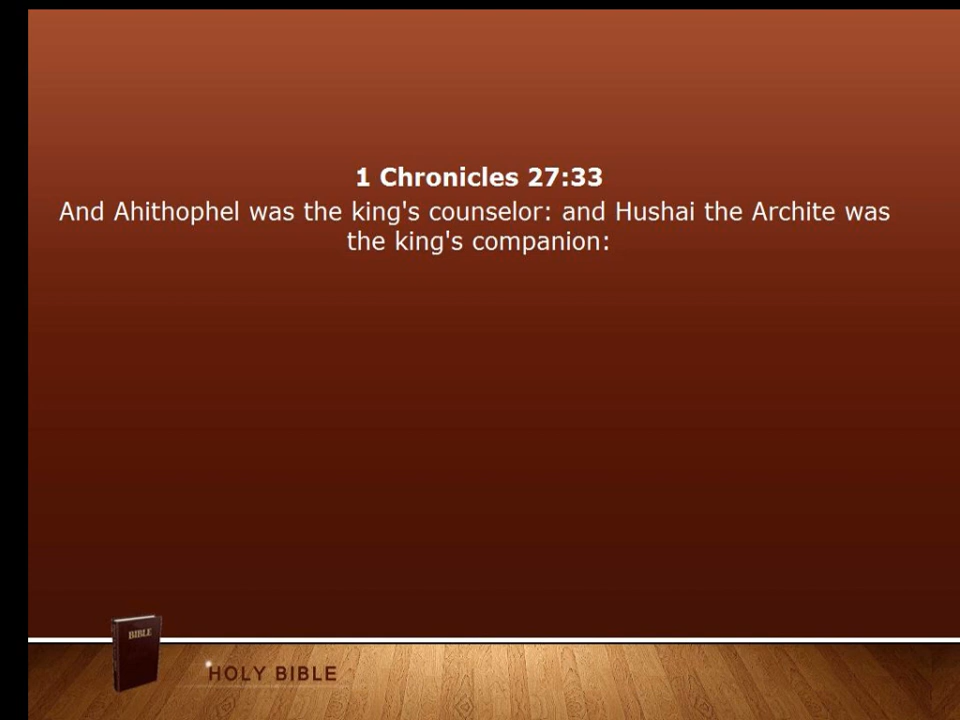 1 Chronicles 27:33
And Ahithophel was the king's counselor: and Hushai the Archite was
the king's companion:
BIBLE
HOLY BIBLE